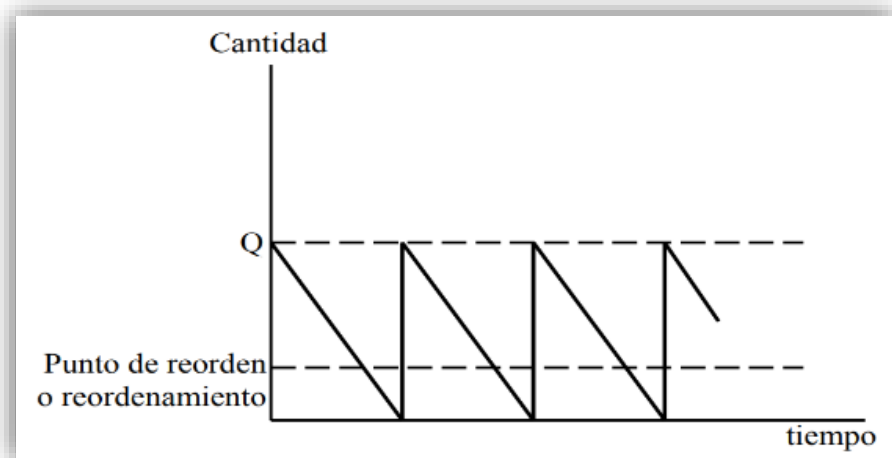 Cantidad
Q
Punto de reorden
o reordenamiento
tiempo